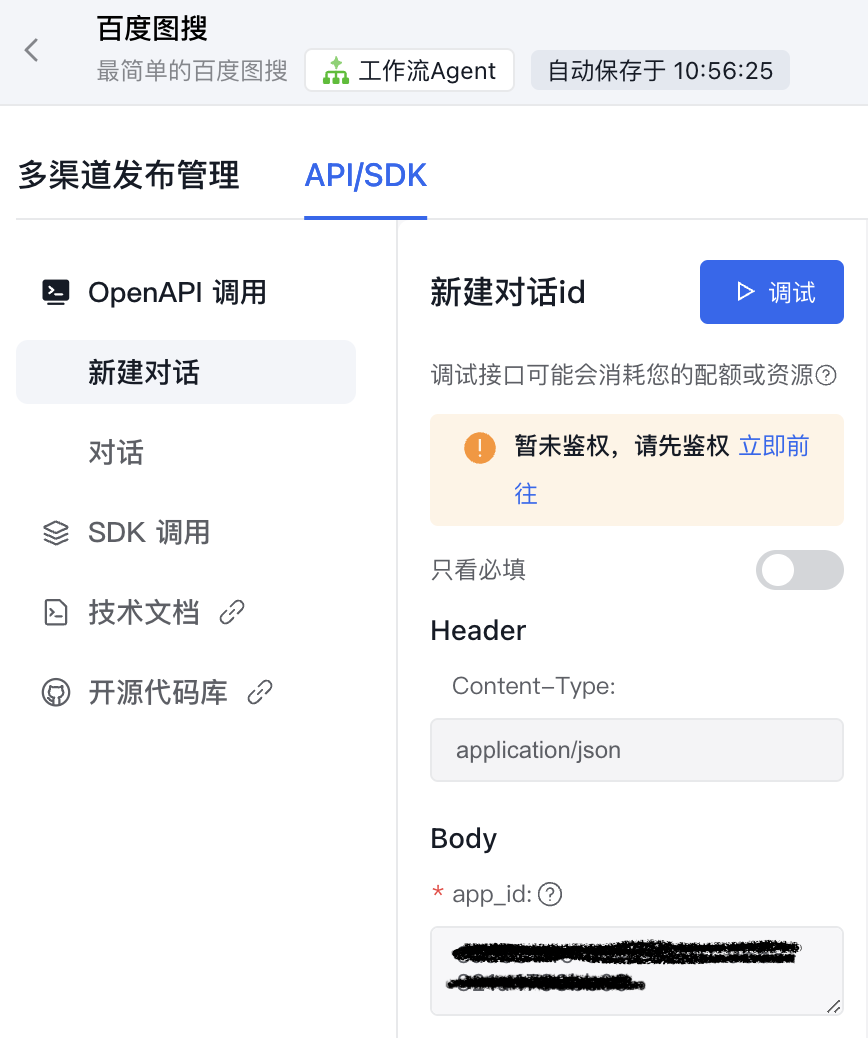 百度图搜
最简单的百度图搜 工作流Agent 自动保存于 10:56:25
多渠道发布管理 API/SDK
OpenAPI 调用
新建对话
对话
SDK 调用
技术文档
开源代码库
新建对话id 调试
调试接口可能会消耗您的配额或资源
暂未鉴权，请先鉴权 立即前
往
只看必填
Header
Content-Type:
application/json
Body
* app_id: